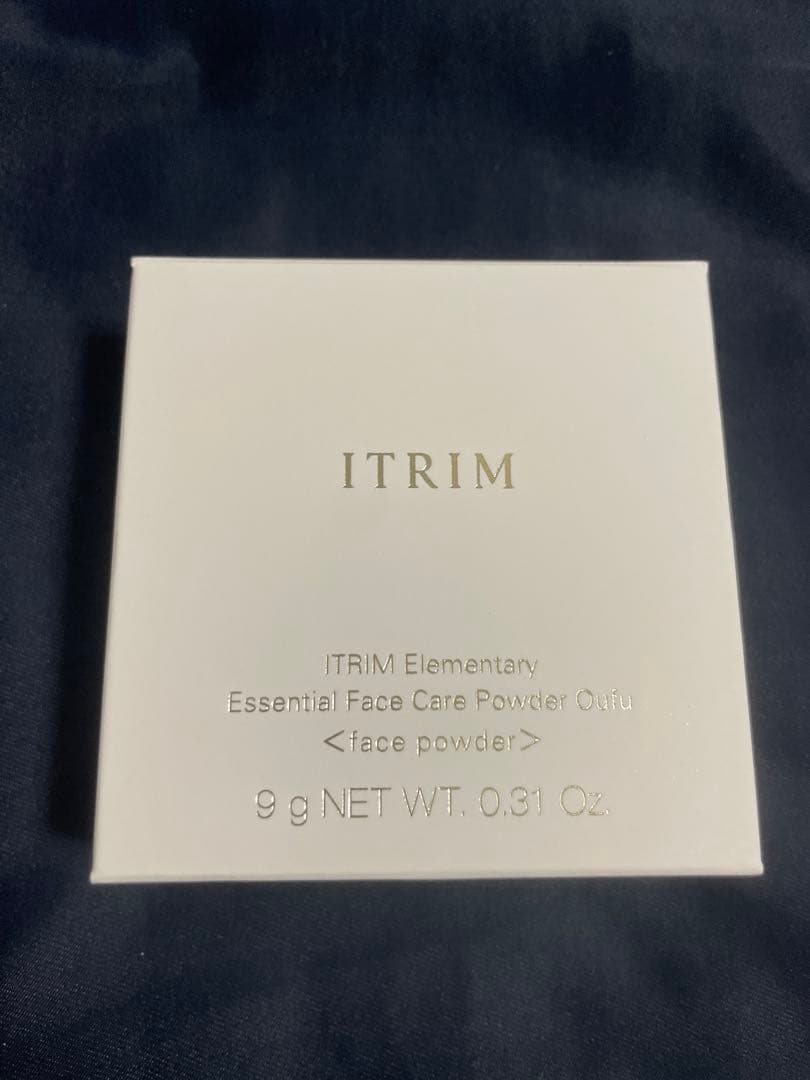 ITRIM
ITRIM Elementary
Essential Face Care Powder Oufu
<face powder>
9 g NET WT. 0.31 Oz.